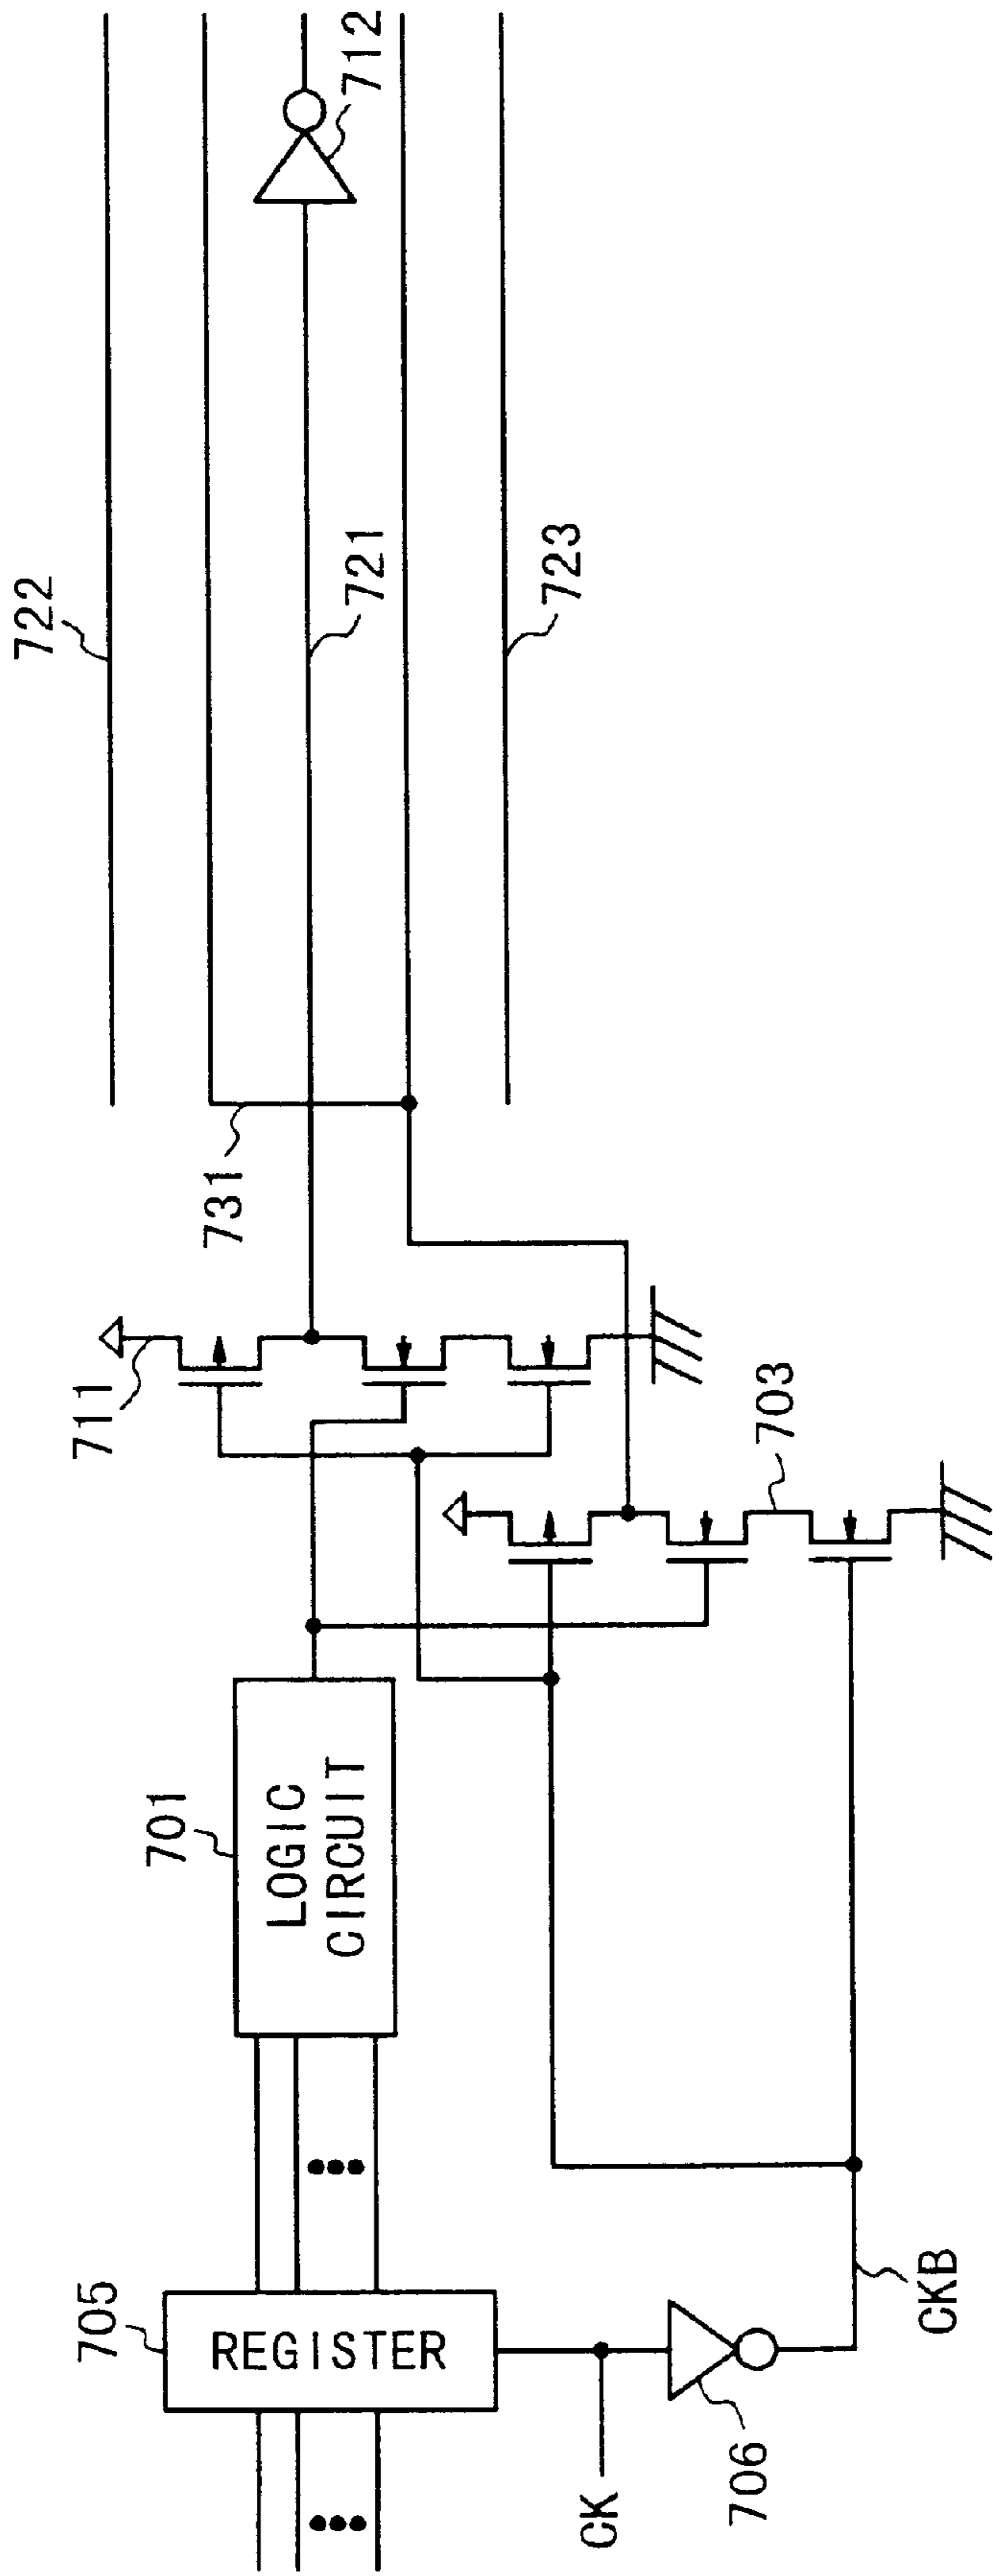 705
REGISTER
CK
706
CKB
701
LOGIC
CIRCUIT
703
711
731
722
721
723
712